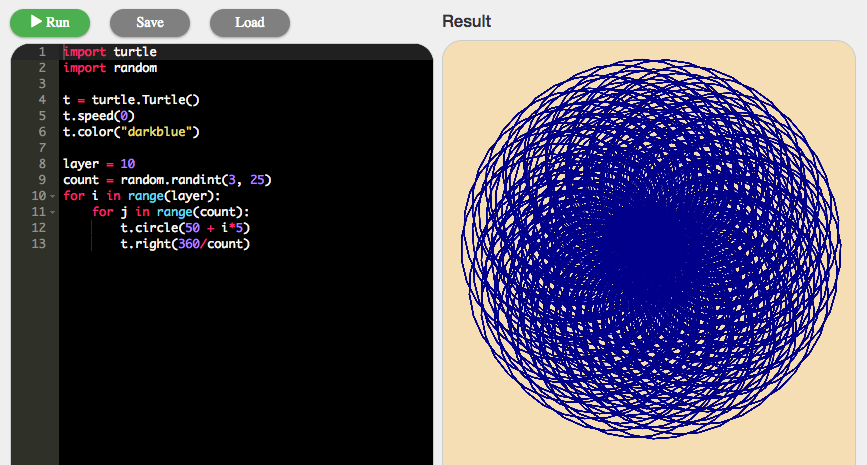 Run Save Load Result
1 import turtle
2 import random
3
4 t = turtle.Turtle()
5 t.speed(0)
6 t.color("darkblue")
7
8 layer = 10
9 count = random.randint(3, 25)
10 for i in range(layer):
11     for j in range(count):
12         t.circle(50 + i*5)
13         t.right(360/count)